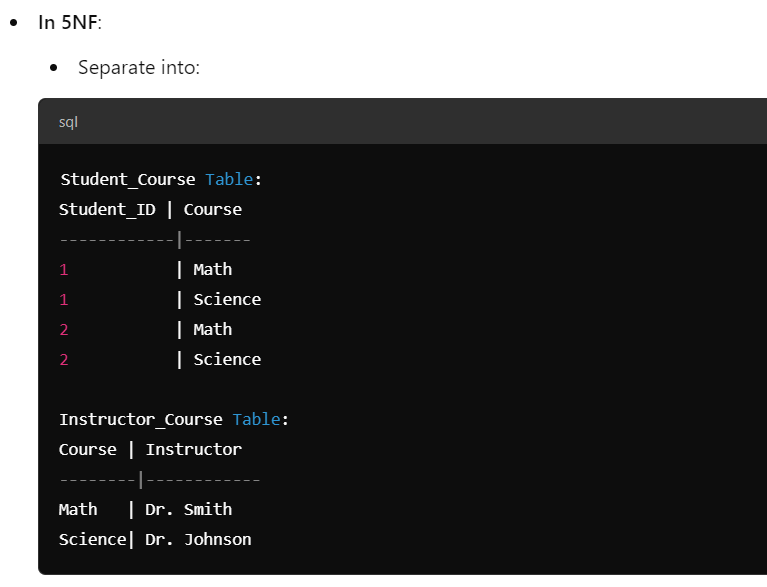 In 5NF:
Separate into:
sql
Student_Course Table:
Student_ID | Course
------------|-------
1           | Math
1           | Science
2           | Math
2           | Science
Instructor_Course Table:
Course | Instructor
--------|------------
Math   | Dr. Smith
Science| Dr. Johnson